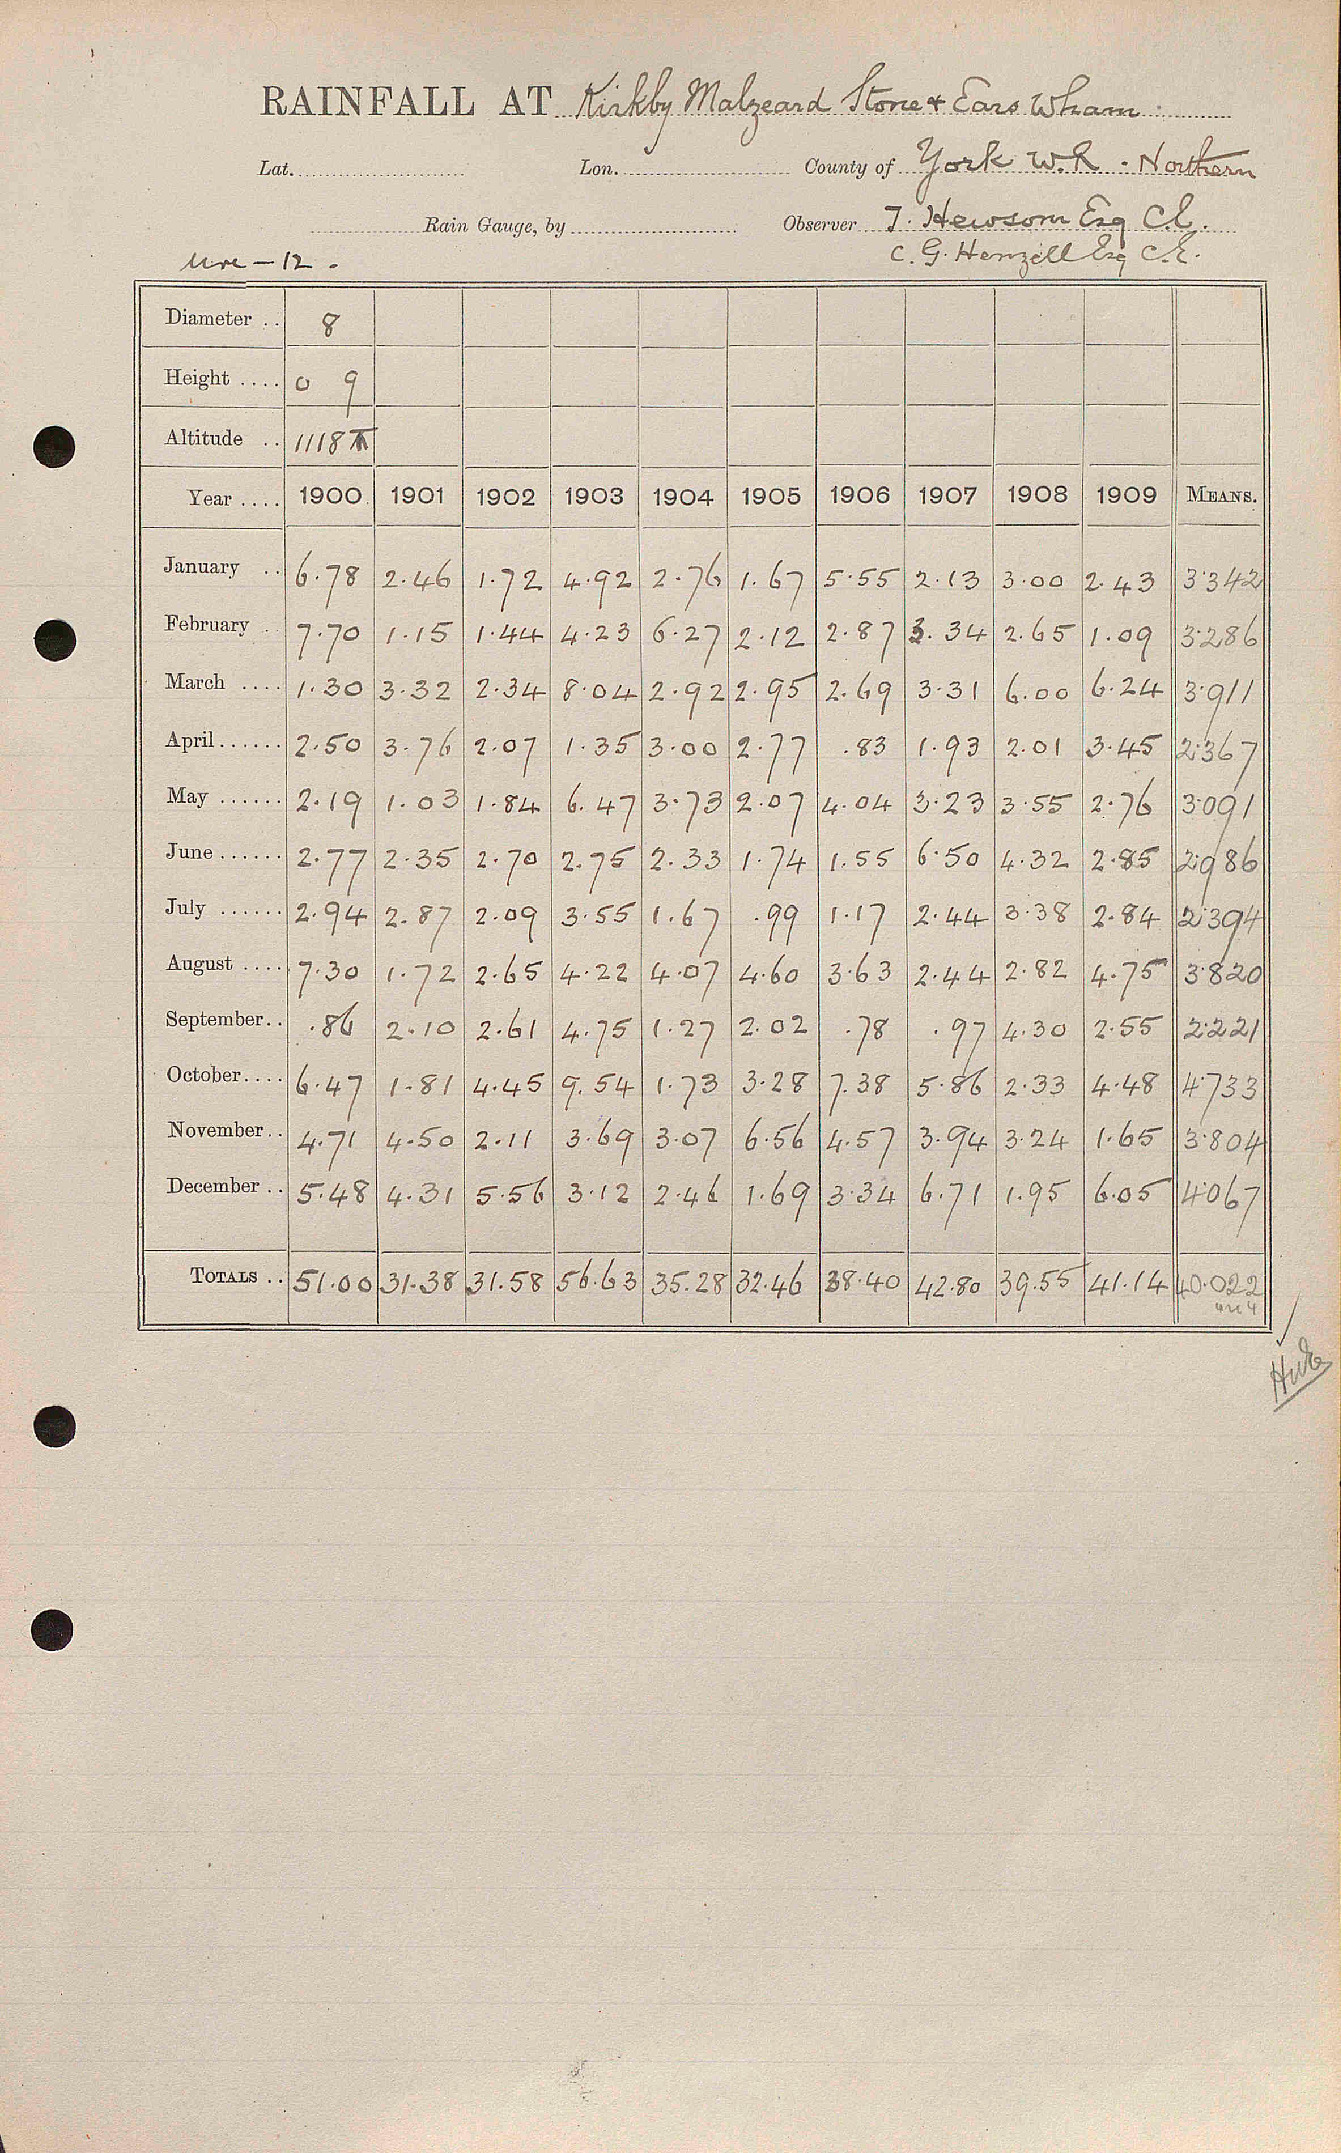 RAINFALL AT Kirkby Malzeard Stone & Ears Wham
Lat. Lon. County of York W.R. - Northern
Rain Gauge, by Observer T. Hewsom Esq C.E.
Ure - 12. C. G. Henzell Esq C.E.
Diameter .. 8
Height .... 0 9
Altitude .. 1118
Year .... 1900 1901 1902 1903 1904 1905 1906 1907 1908 1909 MEANS.
January .. 6.78 2.46 1.72 4.92 2.76 1.67 5.55 2.13 3.00 2.43 3.342
February . 7.70 1.15 1.44 4.23 6.27 2.12 2.87 3.34 2.65 1.09 3.286
March .... 1.30 3.32 2.34 8.04 2.92 2.95 2.69 3.31 6.00 6.24 3.911
April...... 2.50 3.76 2.07 1.35 3.00 2.77 .83 1.93 2.01 3.45 2.367
May ...... 2.19 1.03 1.84 6.47 3.73 2.07 4.04 3.23 3.55 2.76 3.091
June ...... 2.77 2.35 2.70 2.75 2.33 1.74 1.55 6.50 4.32 2.85 2.986
July ...... 2.94 2.87 2.09 3.55 1.67 .99 1.17 2.44 3.38 2.84 2.394
August .... 7.30 1.72 2.65 4.22 4.07 4.60 3.63 2.44 2.82 4.75 3.820
September.. .86 2.10 2.61 4.75 1.27 2.02 .78 .97 4.30 2.55 2.221
October.... 6.47 1.81 4.45 9.54 1.73 3.28 7.38 5.86 2.33 4.48 4.733
November.. 4.71 4.50 2.11 3.69 3.07 6.56 4.57 3.94 3.24 1.65 3.804
December .. 5.48 4.31 5.56 3.12 2.46 1.69 3.34 6.71 1.95 6.05 4.067
TOTALS .. 51.00 31.38 31.58 56.63 35.28 32.46 38.40 42.80 39.55 41.14 40.022